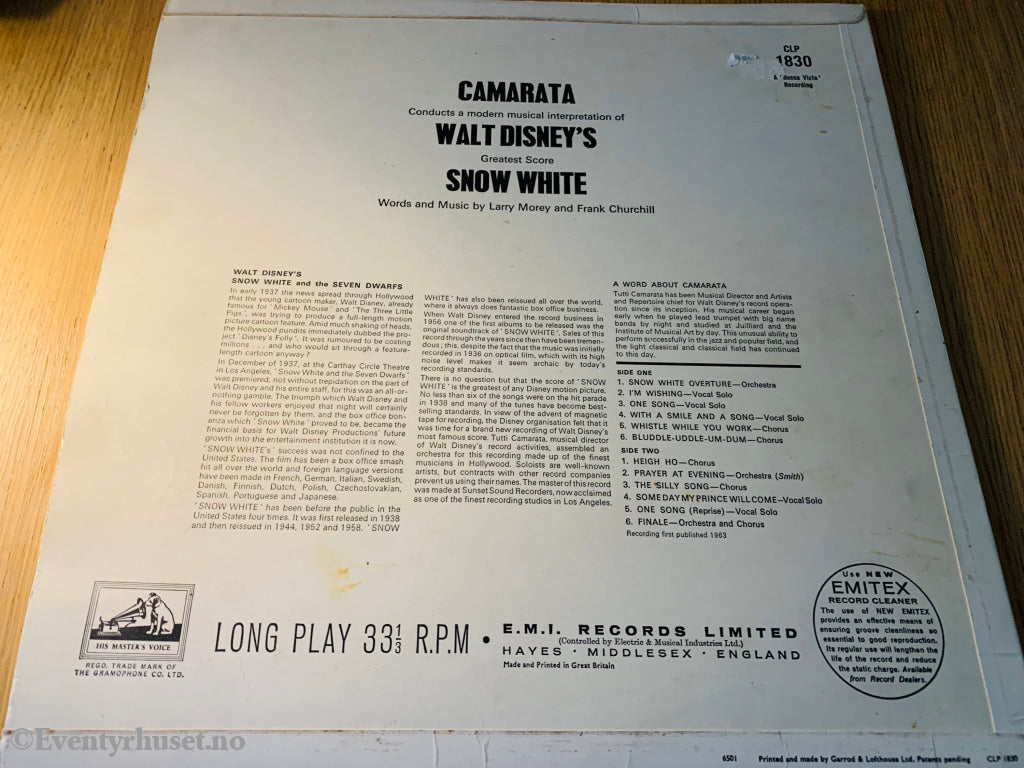 CLP
1830
A 'Buena Vista'
Recording
CAMARATA
Conducts a modern musical interpretation of
WALT DISNEY'S
Greatest Score
SNOW WHITE
Words and Music by Larry Morey and Frank Churchill
WALT DISNEY'S
SNOW WHITE and the SEVEN DWARFS
In early 1937 the news spread through Hollywood
that the young cartoon maker, Walt Disney, already
famous for 'Mickey Mouse' and 'The Three Little
Pigs', was trying to produce a full-length motion
picture cartoon feature. Amid much shaking of heads,
the Hollywood pundits immediately dubbed the pro-
ject 'Disney's Folly'. It was rumoured to be costing
millions . . . and who would sit through a feature-
length cartoon anyway?
In December of 1937, at the Carthay Circle Theatre
in Los Angeles, 'Snow White and the Seven Dwarfs'
was premiered, not without trepidation on the part of
Walt Disney and his entire staff, for this was an all-or-
nothing gamble. The triumph which Walt Disney and
his fellow workers enjoyed that night will certainly
never be forgotten by them, and the box office bon-
anza which 'Snow White' proved to be, became the
financial basis for Walt Disney Productions' future
growth into the entertainment institution it is now.
'SNOW WHITE's' success was not confined to the
United States. The film has been a box office smash
hit all over the world and foreign language versions
have been made in French, German, Italian, Swedish,
Danish, Finnish, Dutch, Polish, Czechoslovakian,
Spanish, Portuguese and Japanese.
'SNOW WHITE' has been before the public in the
United States four times. It was first released in 1938
and then reissued in 1944, 1952 and 1958. 'SNOW
WHITE' has also been reissued all over the world,
where it always does fantastic box office business.
When Walt Disney entered the record business in
1956 one of the first albums to be released was the
original soundtrack of 'SNOW WHITE'. Sales of this
record through the years since then have been tremen-
dous; this, despite the fact that the music was initially
recorded in 1936 on optical film, which with its high
noise level makes it seem archaic by today's
recording standards.
There is no question but that the score of 'SNOW
WHITE' is the greatest of any Disney motion picture.
No less than six of the songs were on the hit parade
in 1938 and many of the tunes have become best-
selling standards. In view of the advent of magnetic
tape for recording, the Disney organisation felt that it
was time for a brand new recording of Walt Disney's
most famous score. Tutti Camarata, musical director
of Walt Disney's record activities, assembled an
orchestra for this recording made up of the finest
musicians in Hollywood. Soloists are well-known
artists, but contracts with other record companies
prevent us using their names. The master of this record
was made at Sunset Sound Recorders, now acclaimed
as one of the finest recording studios in Los Angeles.
A WORD ABOUT CAMARATA
Tutti Camarata has been Musical Director and Artists
and Repertoire chief for Walt Disney's record opera-
tion since its inception. His musical career began
early when he played lead trumpet with big name
bands by night and studied at Juilliard and the
Institute of Musical Art by day. This unusual ability to
perform successfully in the jazz and popular field, and
the light classical and classical field has continued
to this day.
SIDE ONE
1. SNOW WHITE OVERTURE—Orchestra
2. I'M WISHING—Vocal Solo
3. ONE SONG—Vocal Solo
4. WITH A SMILE AND A SONG—Vocal Solo
5. WHISTLE WHILE YOU WORK—Chorus
6. BLUDDLE-UDDLE-UM-DUM—Chorus
SIDE TWO
1. HEIGH HO—Chorus
2. PRAYER AT EVENING—Orchestra (Smith)
3. THE SILLY SONG—Chorus
4. SOMEDAY MY PRINCE WILL COME—Vocal Solo
5. ONE SONG (Reprise)—Vocal Solo
6. FINALE—Orchestra and Chorus
Recording first published 1963
HIS MASTER'S VOICE
REGD. TRADE MARK OF
THE GRAMOPHONE CO. LTD.
LONG PLAY 33⅓ R.P.M •
E.M.I. RECORDS LIMITED
(Controlled by Electric & Musical Industries Ltd.)
HAYES · MIDDLESEX · ENGLAND
Made and Printed in Great Britain
Use NEW
EMITEX
RECORD CLEANER
The use of NEW EMITEX
provides an effective means of
ensuring groove cleanliness so
essential to good reproduction.
Its regular use will lengthen the
life of the record and reduce
the static charge. Available
from Record Dealers.
©Eventyrhuset.no
6501 Printed and made by Garrod & Lofthouse Ltd. Patents pending CLP 1830